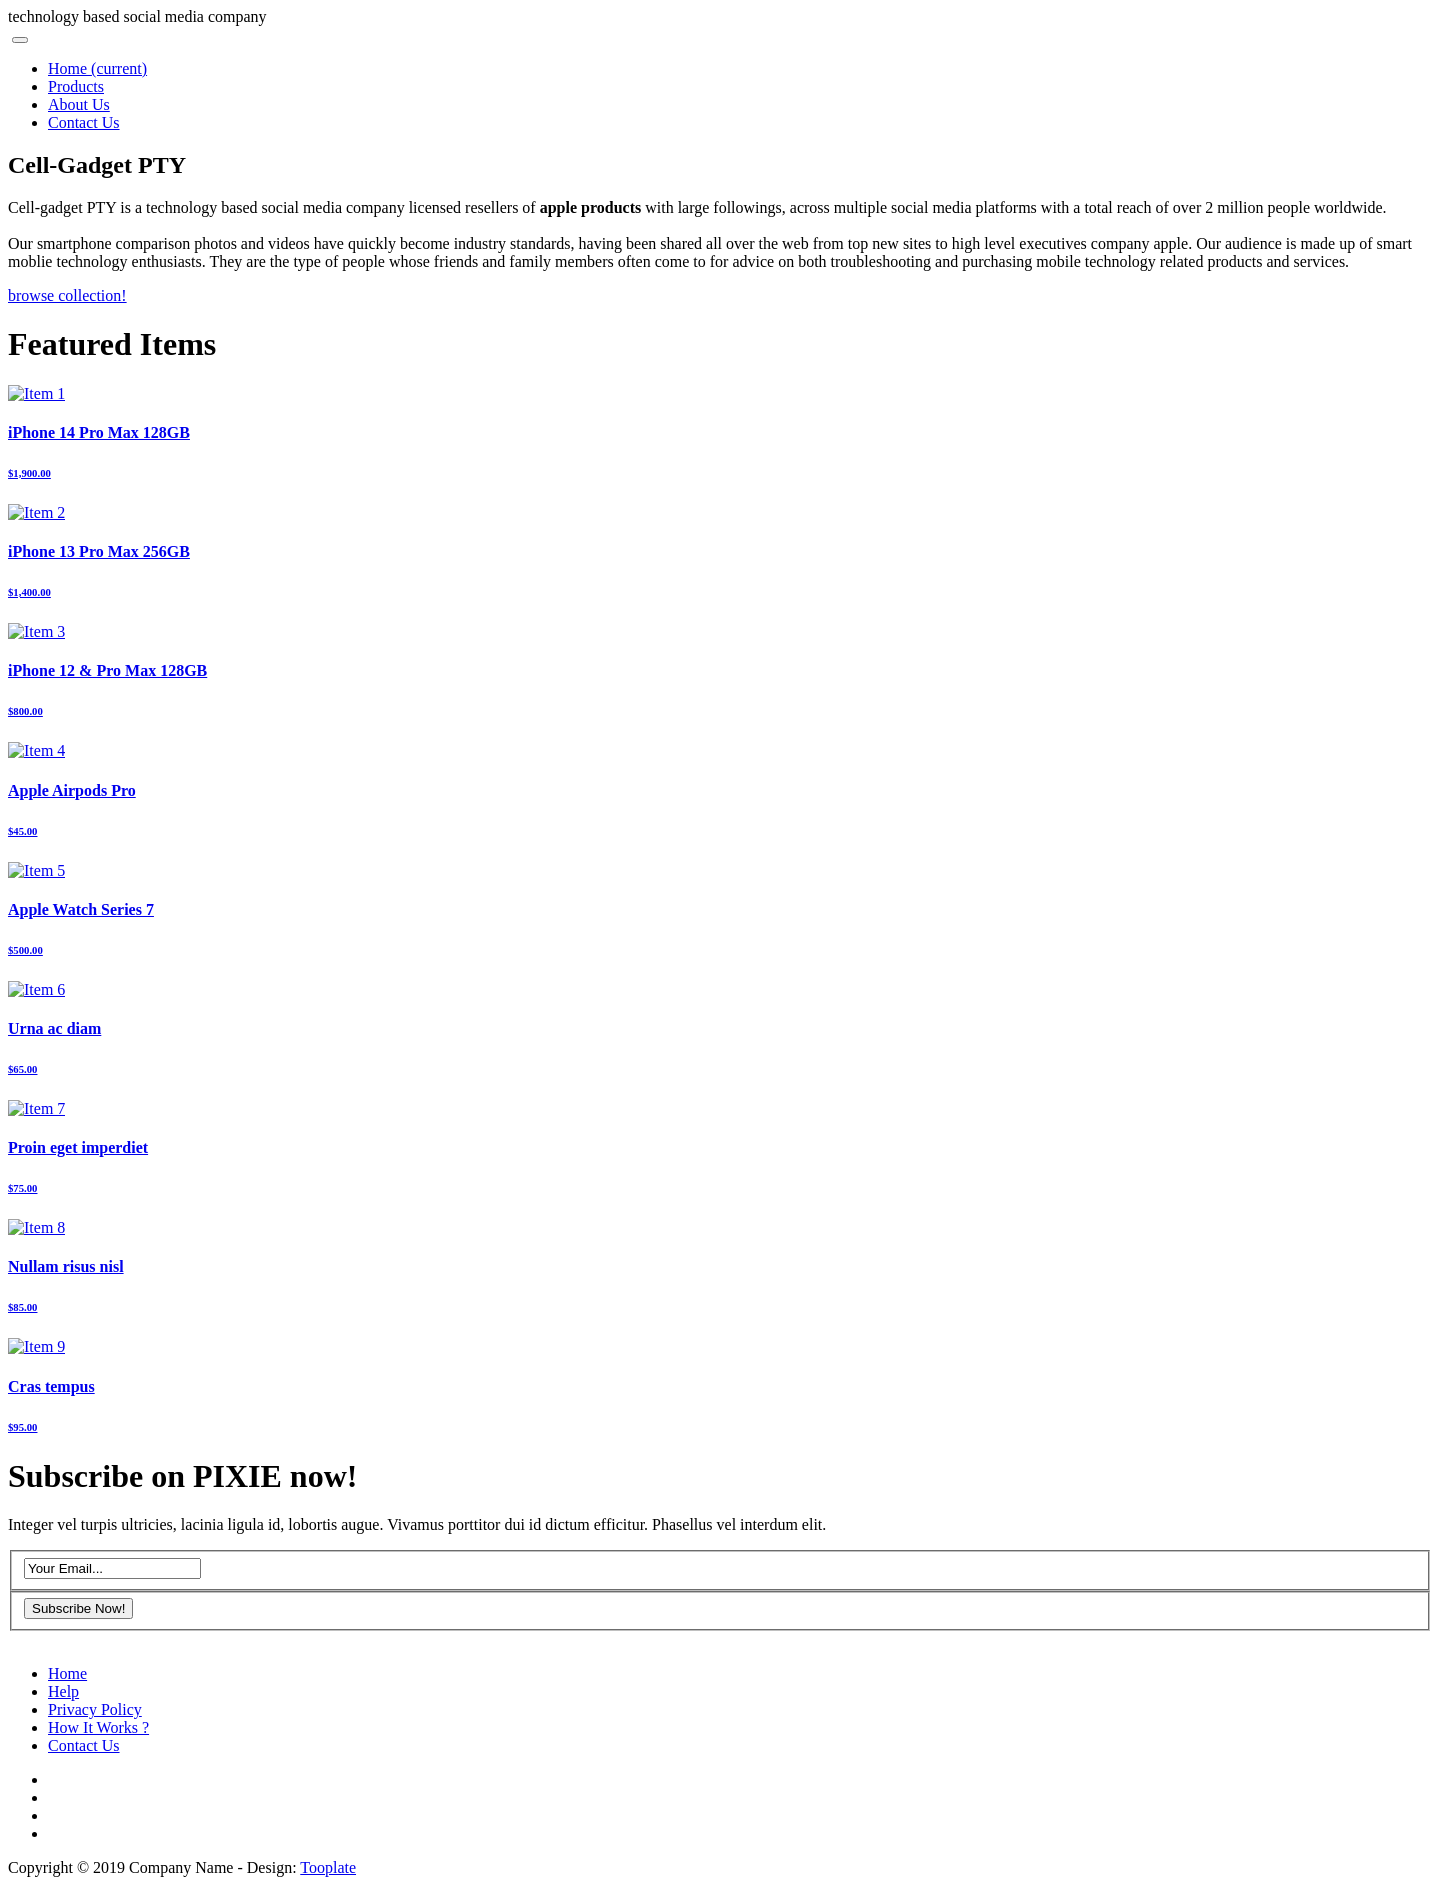 technology based social media company
Home (current)
Products
About Us
Contact Us
Cell-Gadget PTY
Cell-gadget PTY is a technology based social media company licensed resellers of apple products with large followings, across multiple social media platforms with a total reach of over 2 million people worldwide.
Our smartphone comparison photos and videos have quickly become industry standards, having been shared all over the web from top new sites to high level executives company apple. Our audience is made up of smart
moblie technology enthusiasts. They are the type of people whose friends and family members often come to for advice on both troubleshooting and purchasing mobile technology related products and services.
browse collection!
Featured Items
Item 1
iPhone 14 Pro Max 128GB
$1,900.00
Item 2
iPhone 13 Pro Max 256GB
$1,400.00
Item 3
iPhone 12 & Pro Max 128GB
$800.00
Item 4
Apple Airpods Pro
$45.00
Item 5
Apple Watch Series 7
$500.00
Item 6
Urna ac diam
$65.00
Item 7
Proin eget imperdiet
$75.00
Item 8
Nullam risus nisl
$85.00
Item 9
Cras tempus
$95.00
Subscribe on PIXIE now!
Integer vel turpis ultricies, lacinia ligula id, lobortis augue. Vivamus porttitor dui id dictum efficitur. Phasellus vel interdum elit.
Your Email...
Subscribe Now!
Home
Help
Privacy Policy
How It Works ?
Contact Us
Copyright © 2019 Company Name - Design: Tooplate